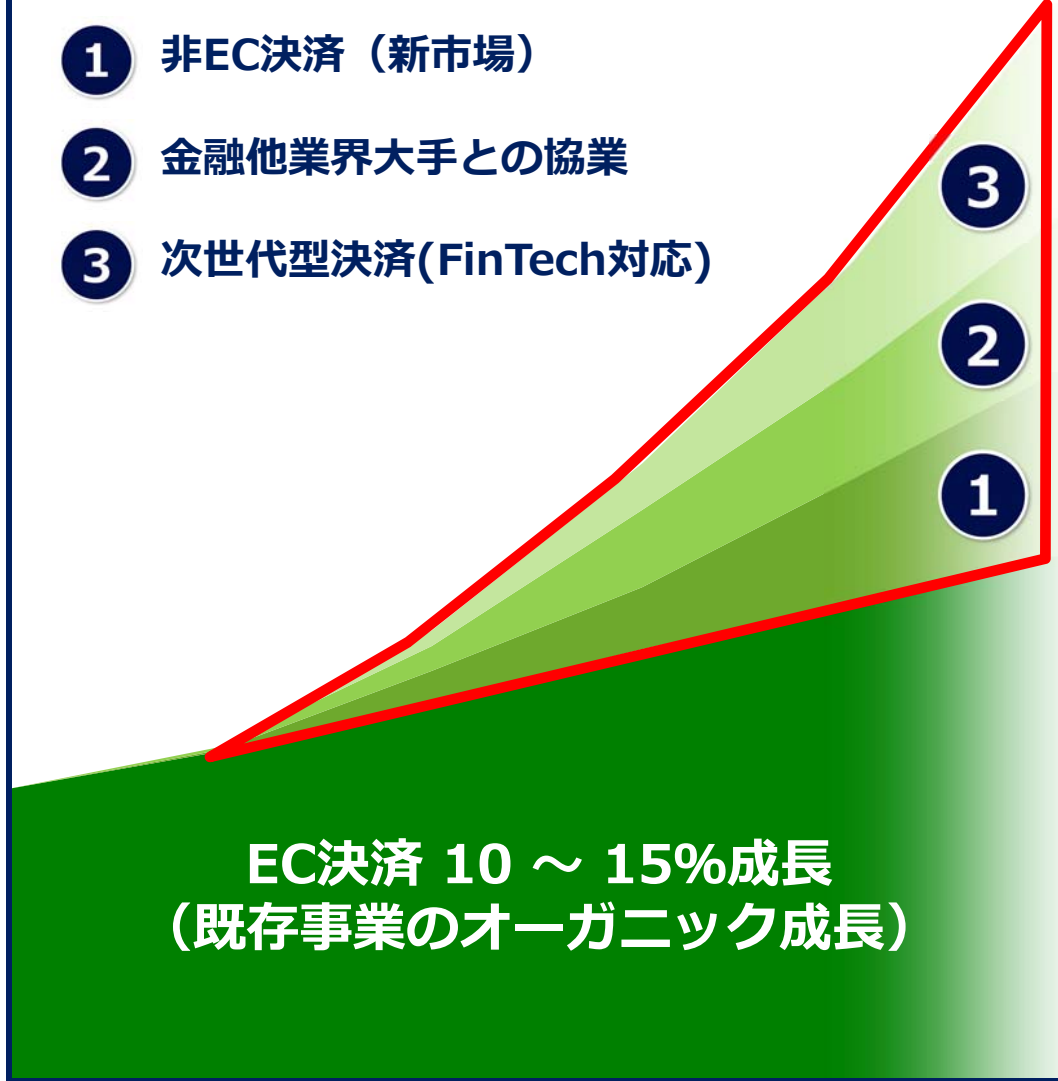 1 非EC決済（新市場）
2 金融他業界大手との協業
3 次世代型決済(FinTech対応)
3
2
1
EC決済 10 ～ 15%成長
（既存事業のオーガニック成長）